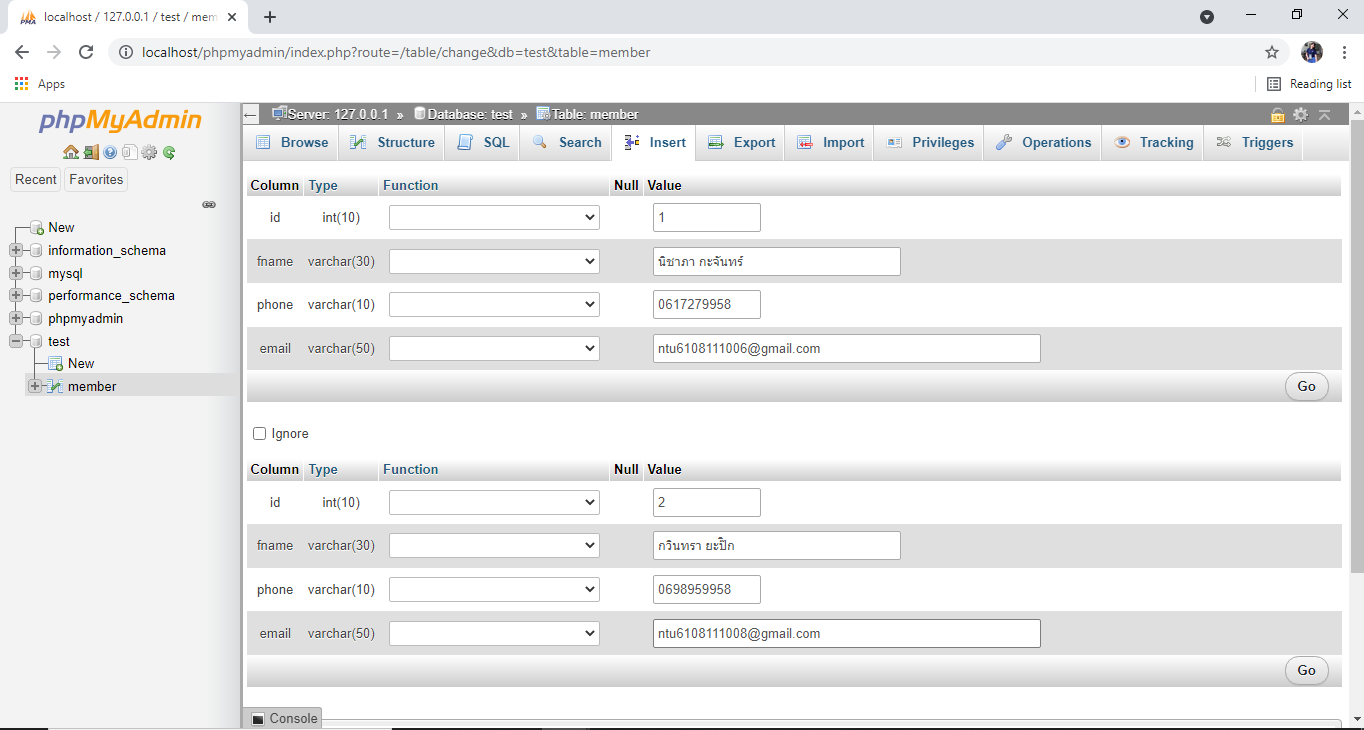 localhost / 127.0.0.1 / test / mem
localhost/phpmyadmin/index.php?route=/table/change&db=test&table=member
Apps
Reading list
phpMyAdmin
Recent Favorites
New
information_schema
mysql
performance_schema
phpmyadmin
test
New
member
Server: 127.0.0.1 » Database: test » Table: member
Browse Structure SQL Search Insert Export Import Privileges Operations Tracking Triggers
Column Type Function Null Value
id int(10) 1
fname varchar(30) นิชาภา กะจันทร์
phone varchar(10) 0617279958
email varchar(50) ntu6108111006@gmail.com
Go
Ignore
Column Type Function Null Value
id int(10) 2
fname varchar(30) กวินทรา ยะปิ๊ก
phone varchar(10) 0698959958
email varchar(50) ntu6108111008@gmail.com
Go
Console